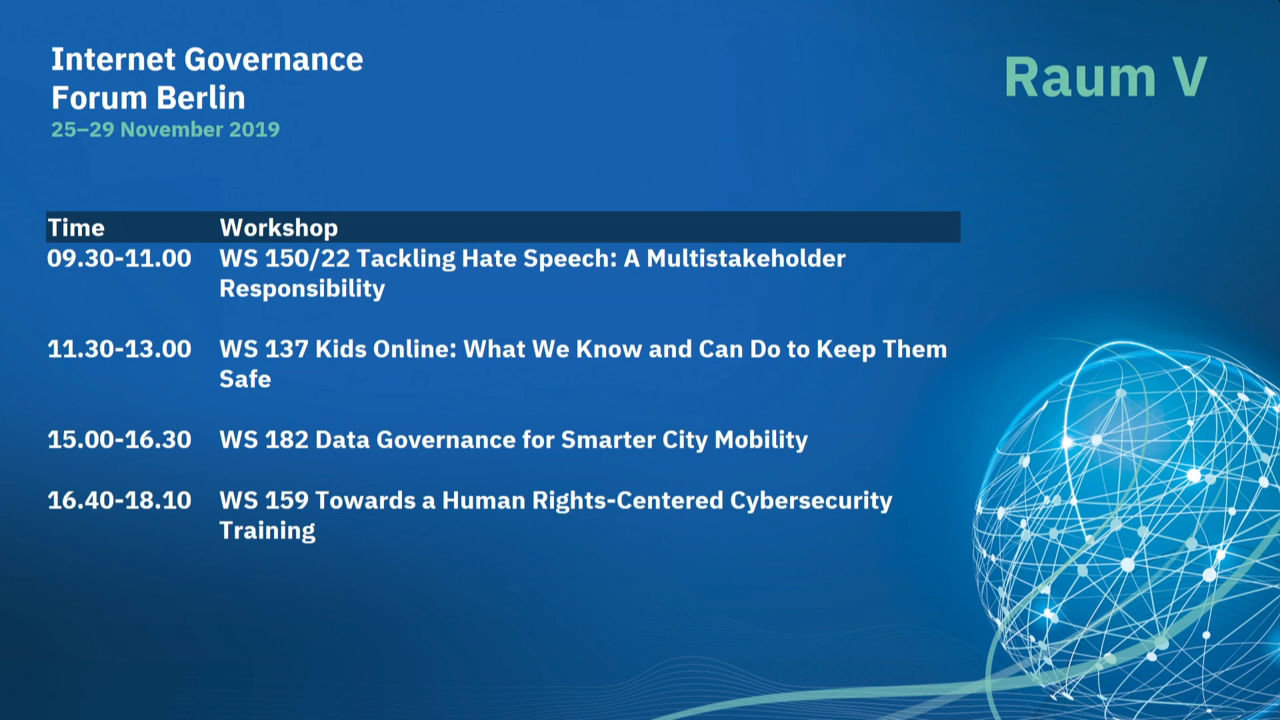 Internet Governance
Forum Berlin
25–29 November 2019
Raum V
Time Workshop
09.30-11.00 WS 150/22 Tackling Hate Speech: A Multistakeholder
Responsibility
11.30-13.00 WS 137 Kids Online: What We Know and Can Do to Keep Them
Safe
15.00-16.30 WS 182 Data Governance for Smarter City Mobility
16.40-18.10 WS 159 Towards a Human Rights-Centered Cybersecurity
Training